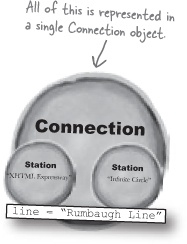 All of this is represented in
a single Connection object.
Connection
Station
"XHTML Expressway"
Station
"Infinite Circle"
line = "Rumbaugh Line"